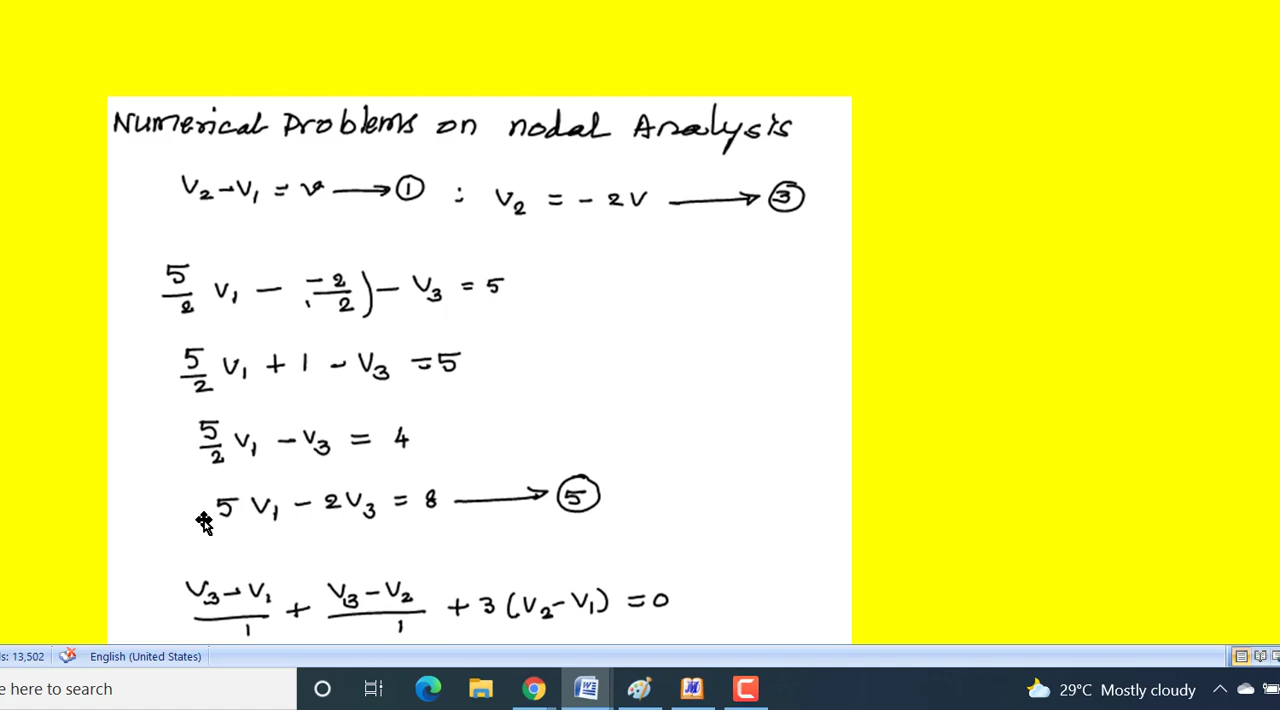 Numerical Problems on nodal Analysis
V₂ - V₁ = v ⟶ ① : V₂ = - 2V ⟶ ③
5/2 V₁ - (-2/2) - V₃ = 5
5/2 V₁ + 1 - V₃ = 5
5/2 V₁ - V₃ = 4
5 V₁ - 2V₃ = 8 ⟶ ⑤
(V₃ - V₁)/1 + (V₃ - V₂)/1 + 3 (V₂ - V₁) = 0
s: 13,502 English (United States)
e here to search 29°C Mostly cloudy